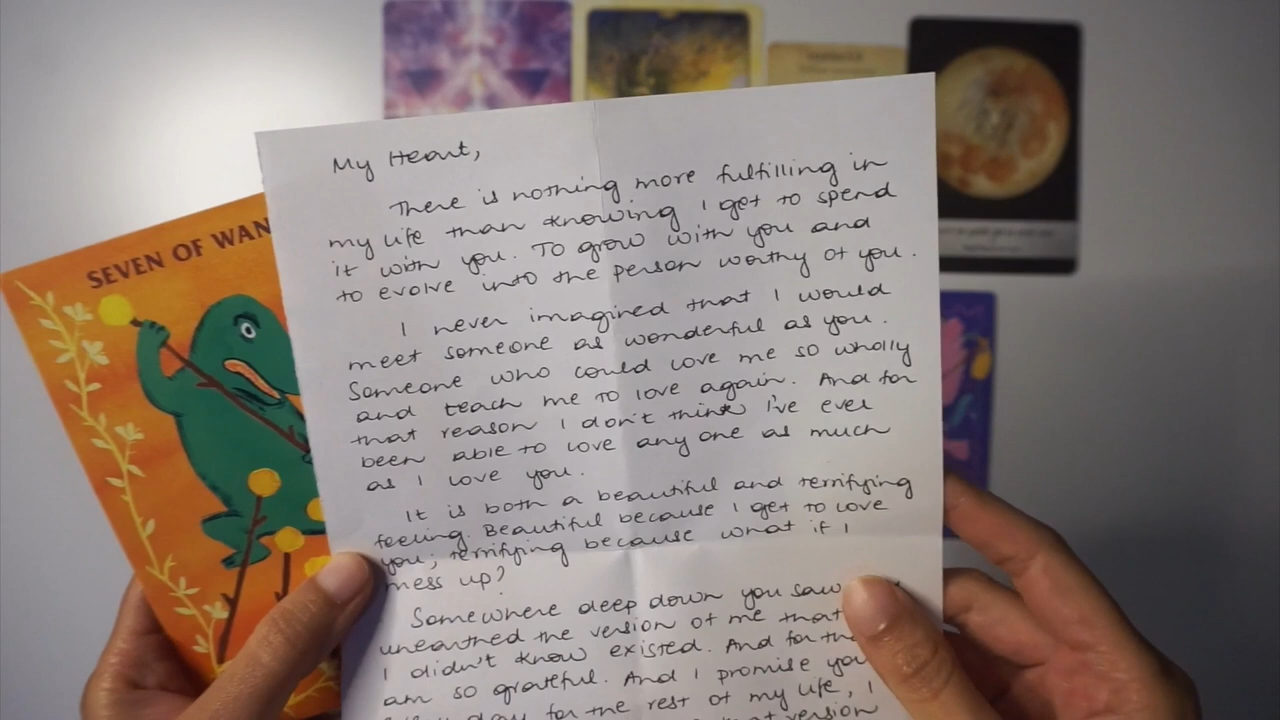 My Heart,
There is nothing more fulfilling in
my life than knowing I get to spend
it with you. To grow with you and
to evolve into the person worthy of you.
I never imagined that I would
meet someone as wonderful as you.
Someone who could love me so wholly
and teach me to love again. And for
that reason I don't think I've ever
been able to love any one as much
as I love you.
It is both a beautiful and terrifying
feeling. Beautiful because I get to love
you; terrifying because what if I
mess up?
Somewhere deep down you saw
unearthed the version of me that
I didn't know existed. And for
am so grateful. And I promise you
day for the rest of my life, I
version
SEVEN OF WAN